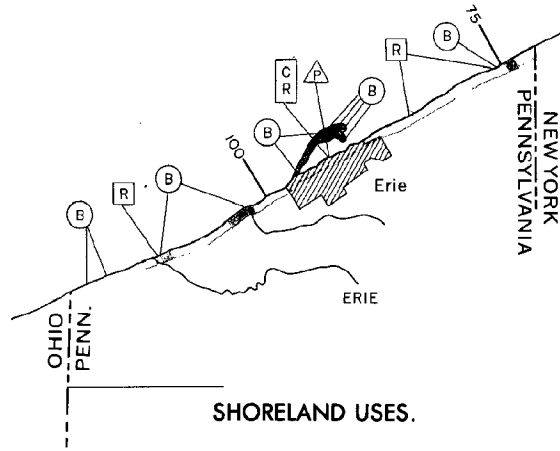 75
B
R
C
R
P
B
B
100
NEW YORK
PENNSYLVANIA
Erie
B
R
B
ERIE
OHIO
PENN.
SHORELAND USES.